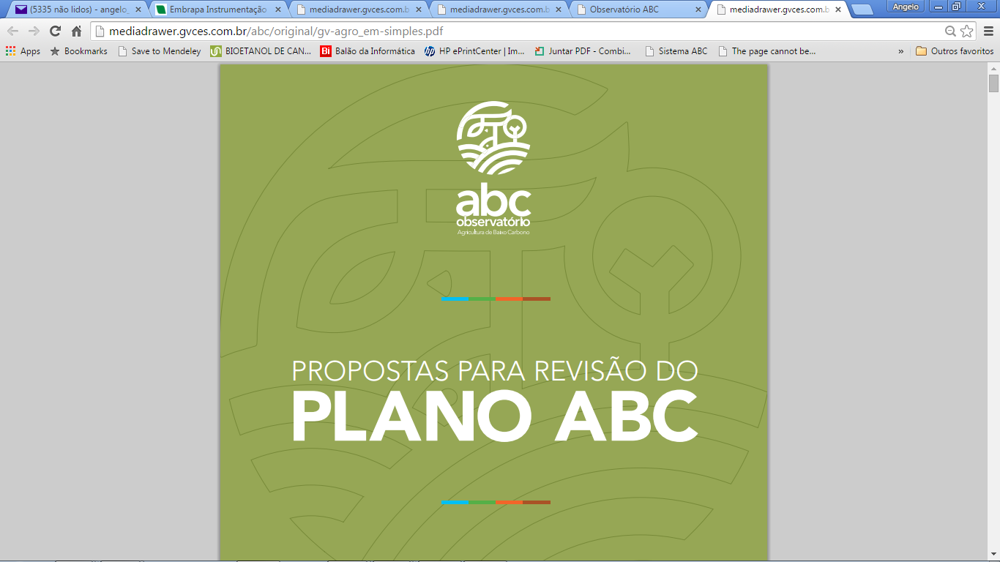 (5335 não lidos) - angelo_
Embrapa Instrumentação
mediadrawer.gvces.com.b
mediadrawer.gvces.com.b
Observatório ABC
mediadrawer.gvces.com.b
Angelo
mediadrawer.gvces.com.br/abc/original/gv-agro_em-simples.pdf
Apps
Bookmarks
Save to Mendeley
BIOETANOL DE CAN...
Bi Balão da Informática
hp HP ePrintCenter | Im...
Juntar PDF - Combi...
Sistema ABC
The page cannot be...
»
Outros favoritos
abc
observatório
Agricultura de Baixo Carbono
PROPOSTAS PARA REVISÃO DO
PLANO ABC